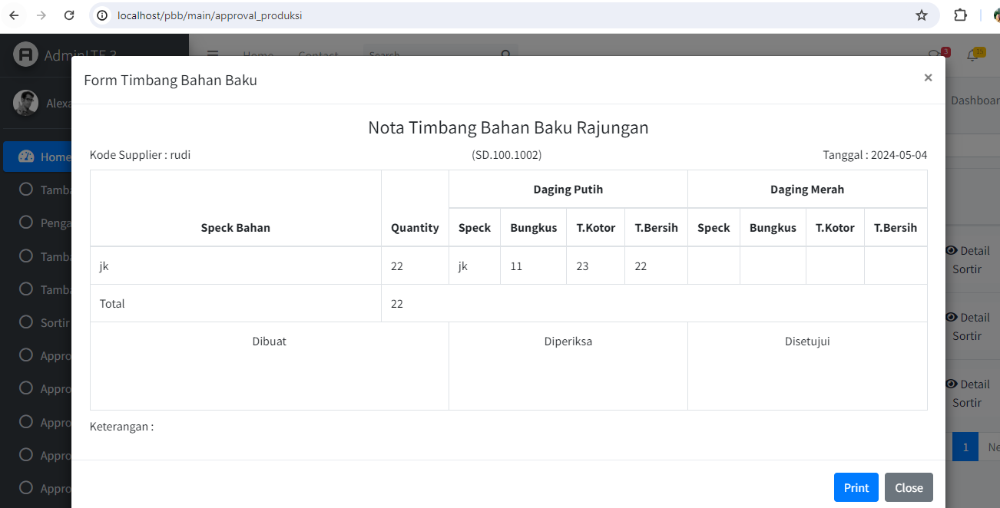 localhost/pbb/main/approval_produksi
AdminLTE 3
Home Contact Search
3
15
Form Timbang Bahan Baku ×
Alexa
Dashboar
Nota Timbang Bahan Baku Rajungan
Kode Supplier : rudi (SD.100.1002) Tanggal : 2024-05-04
Home
Tamba
Penga
Tamba
Tamba
Sortir
Appro
Appro
Appro
Appro
Appro
Daging Putih Daging Merah
Speck Bahan Quantity Speck Bungkus T.Kotor T.Bersih Speck Bungkus T.Kotor T.Bersih
jk 22 jk 11 23 22
Total 22
Dibuat Diperiksa Disetujui
Keterangan :
Detail
Sortir
Detail
Sortir
Detail
Sortir
1 Ne
Print Close